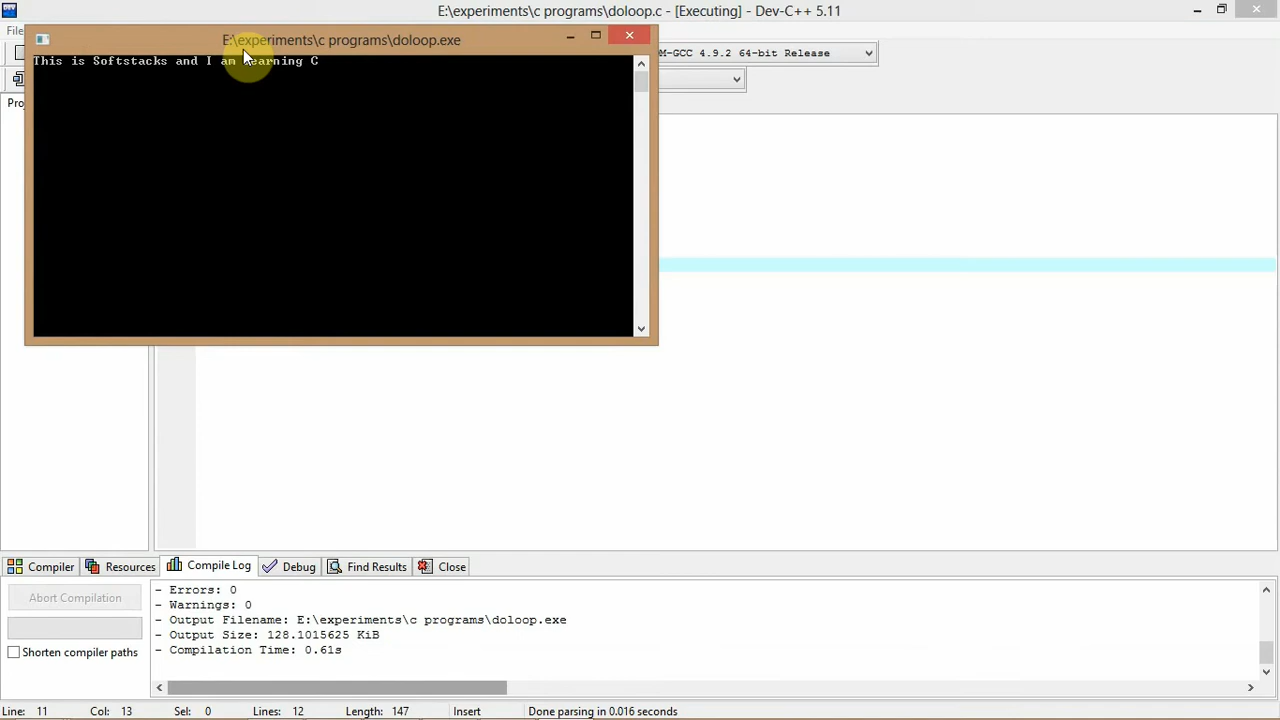 E:\experiments\c programs\doloop.c - [Executing] - Dev-C++ 5.11
File
E:\experiments\c programs\doloop.exe
This is Softstacks and I am learning C
M-GCC 4.9.2 64-bit Release
Compiler
Resources
Compile Log
Debug
Find Results
Close
Abort Compilation
Shorten compiler paths
- Errors: 0
- Warnings: 0
- Output Filename: E:\experiments\c programs\doloop.exe
- Output Size: 128.1015625 KiB
- Compilation Time: 0.61s
Line: 11 Col: 13 Sel: 0 Lines: 12 Length: 147 Insert Done parsing in 0.016 seconds